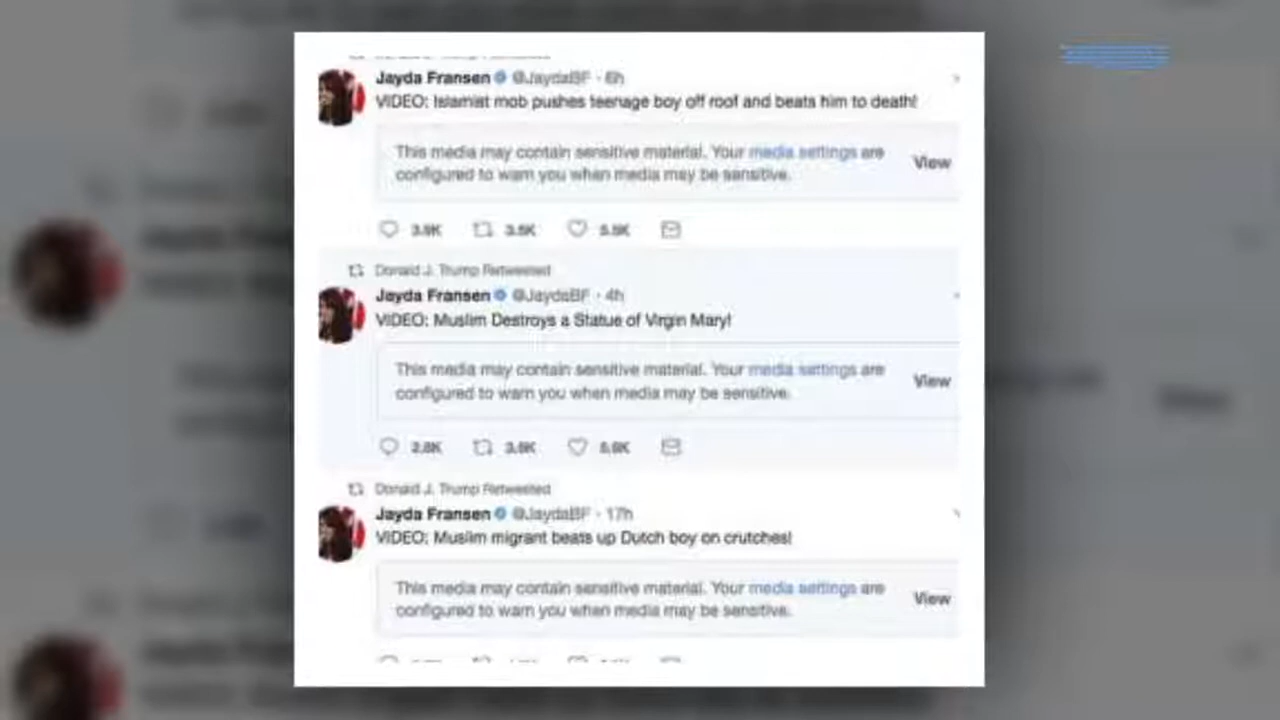 Jayda Fransen @JaydaBF · 6h
VIDEO: Islamist mob pushes teenage boy off roof and beats him to death!
This media may contain sensitive material. Your media settings are
View
configured to warn you when media may be sensitive.
Donald J. Trump Retweeted
Jayda Fransen @JaydaBF · 4h
VIDEO: Muslim Destroys a Statue of Virgin Mary!
This media may contain sensitive material. Your media settings are
View
configured to warn you when media may be sensitive.
Donald J. Trump Retweeted
Jayda Fransen @JaydaBF · 17h
VIDEO: Muslim migrant beats up Dutch boy on crutches!
This media may contain sensitive material. Your media settings are
View
configured to warn you when media may be sensitive.